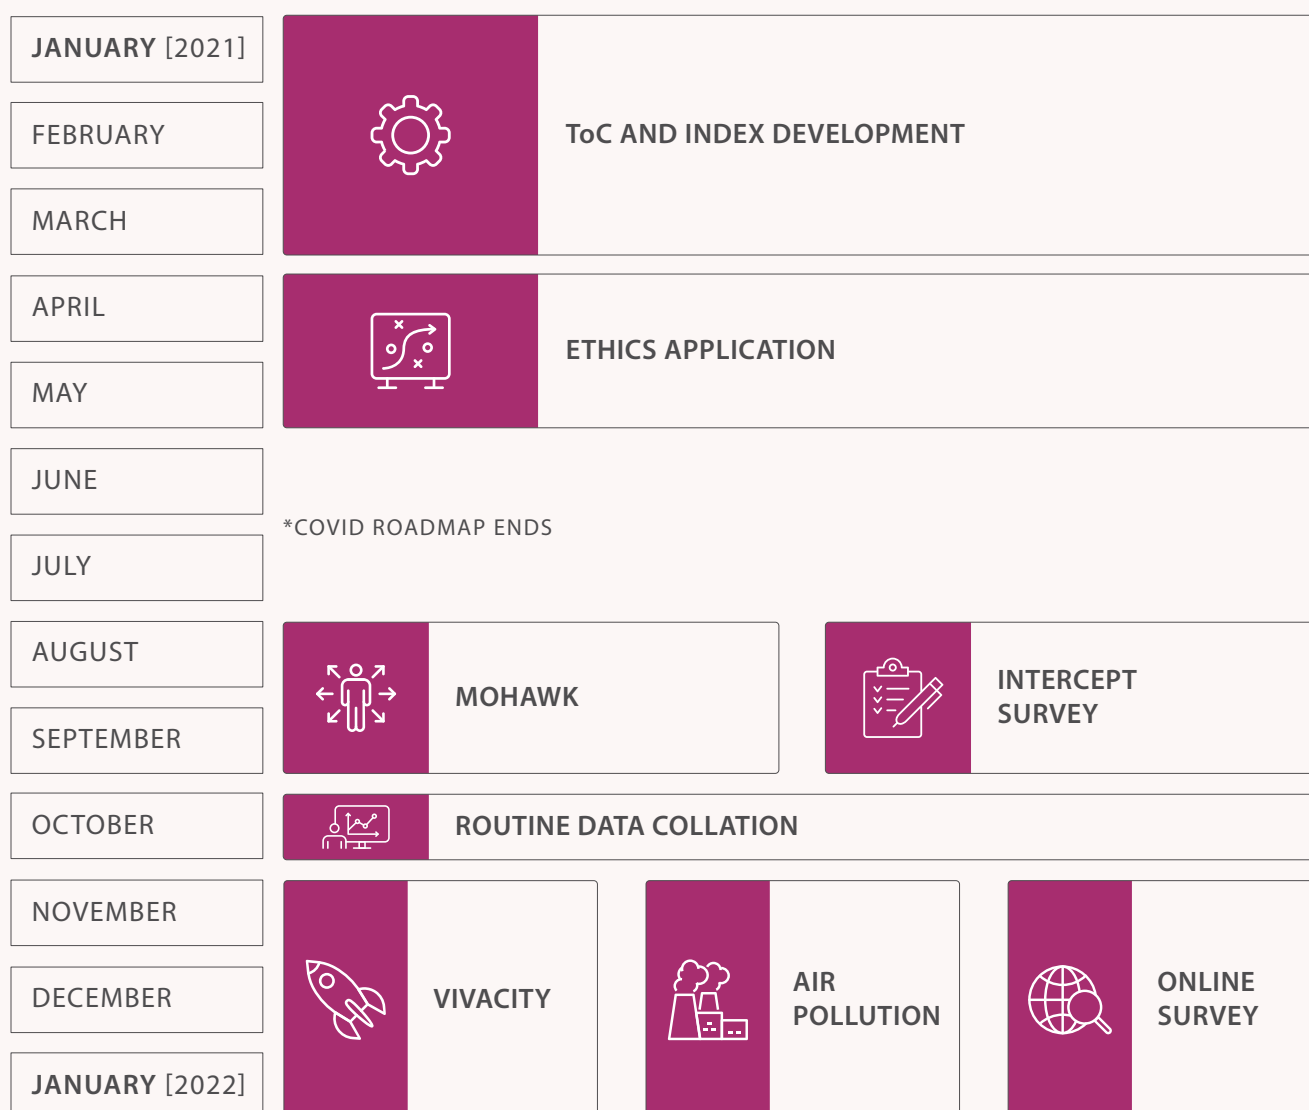 JANUARY [2021]
FEBRUARY
MARCH
ToC AND INDEX DEVELOPMENT
APRIL
MAY
ETHICS APPLICATION
JUNE
JULY
*COVID ROADMAP ENDS
AUGUST
SEPTEMBER
MOHAWK
INTERCEPT
SURVEY
OCTOBER
ROUTINE DATA COLLATION
NOVEMBER
DECEMBER
JANUARY [2022]
VIVACITY
AIR
POLLUTION
ONLINE
SURVEY